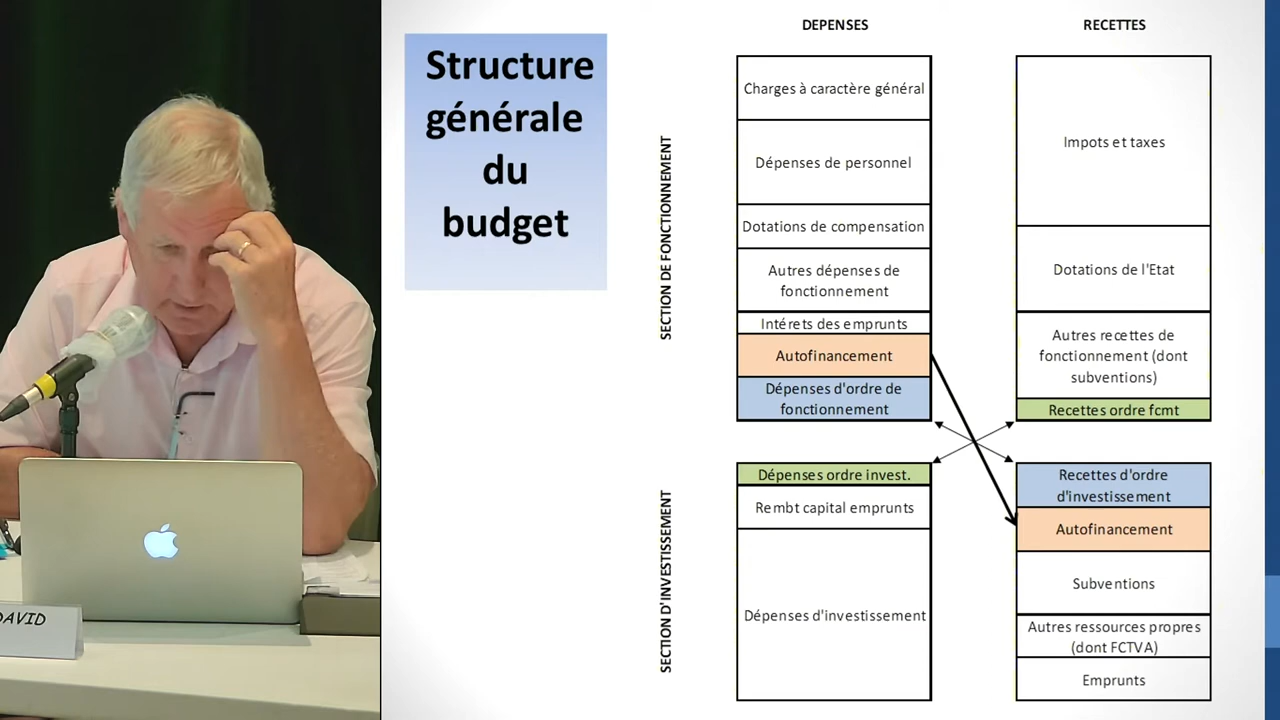 Structure
générale
du
budget
DEPENSES
RECETTES
SECTION DE FONCTIONNEMENT
Charges à caractère général
Dépenses de personnel
Dotations de compensation
Autres dépenses de
fonctionnement
Intérets des emprunts
Autofinancement
Dépenses d'ordre de
fonctionnement
Impots et taxes
Dotations de l'Etat
Autres recettes de
fonctionnement (dont
subventions)
Recettes ordre fcmt
SECTION D'INVESTISSEMENT
Dépenses ordre invest.
Rembt capital emprunts
Dépenses d'investissement
Recettes d'ordre
d'investissement
Autofinancement
Subventions
Autres ressources propres
(dont FCTVA)
Emprunts
DAVID